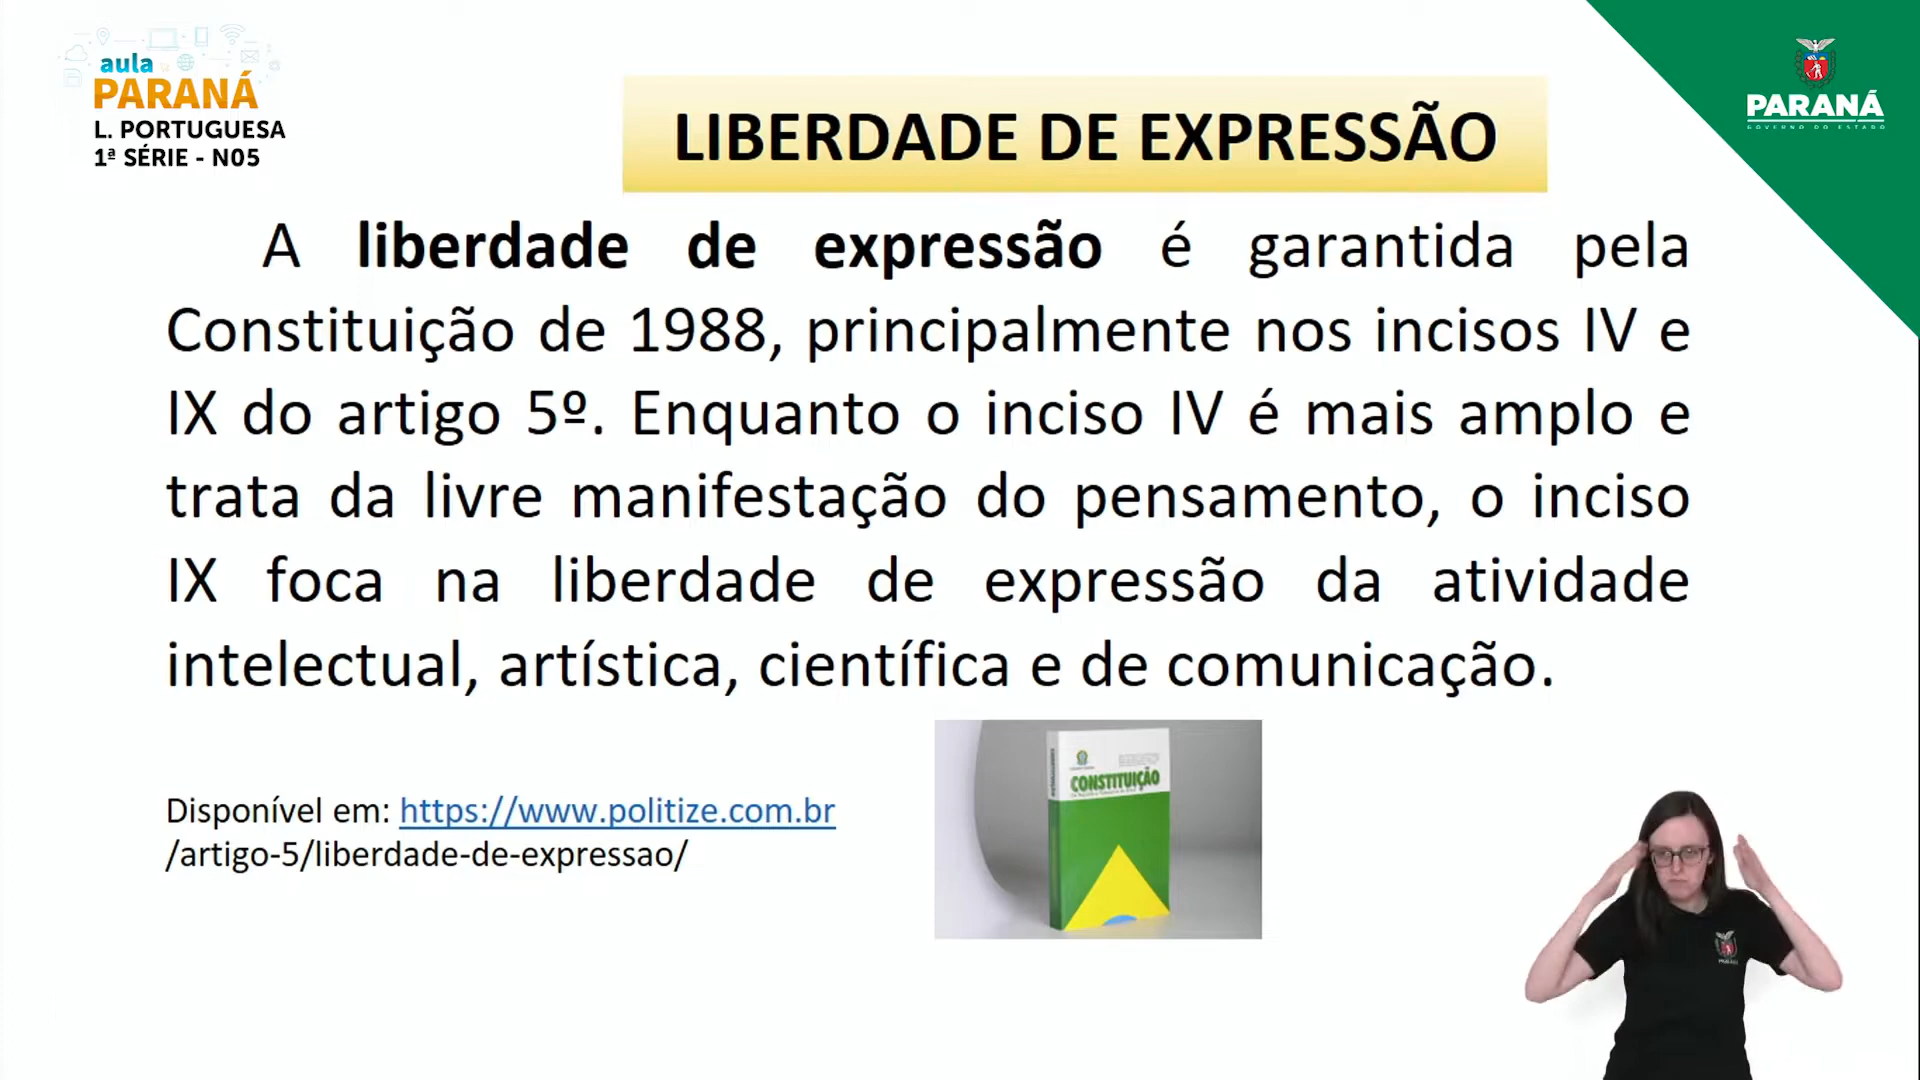 aula
PARANÁ
L. PORTUGUESA
1ª SÉRIE - N05
PARANÁ
GOVERNO DO ESTADO
LIBERDADE DE EXPRESSÃO
A liberdade de expressão é garantida pela
Constituição de 1988, principalmente nos incisos IV e
IX do artigo 5º. Enquanto o inciso IV é mais amplo e
trata da livre manifestação do pensamento, o inciso
IX foca na liberdade de expressão da atividade
intelectual, artística, científica e de comunicação.
CONSTITUIÇÃO
Disponível em: https://www.politize.com.br
/artigo-5/liberdade-de-expressao/